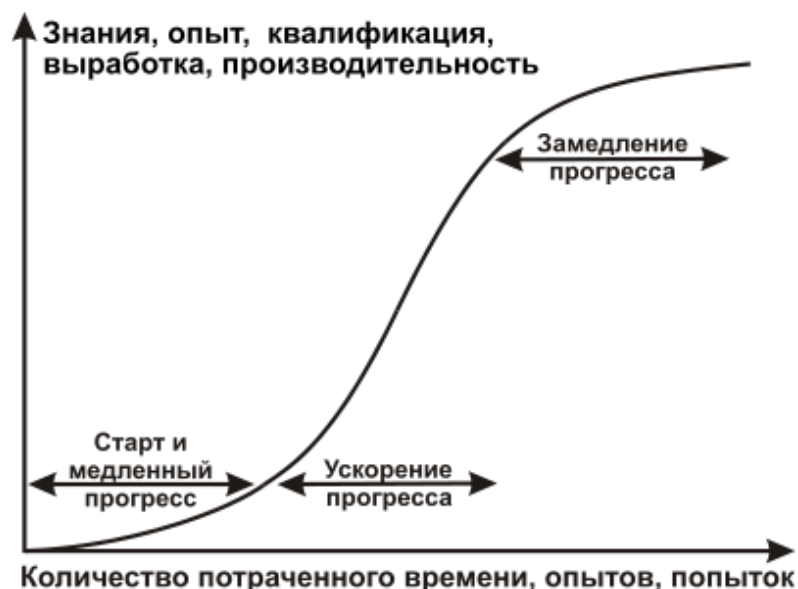 Знания, опыт, квалификация,
выработка, производительность
Замедление
прогресса
Старт и
медленный
прогресс
Ускорение
прогресса
Количество потраченного времени, опытов, попыток